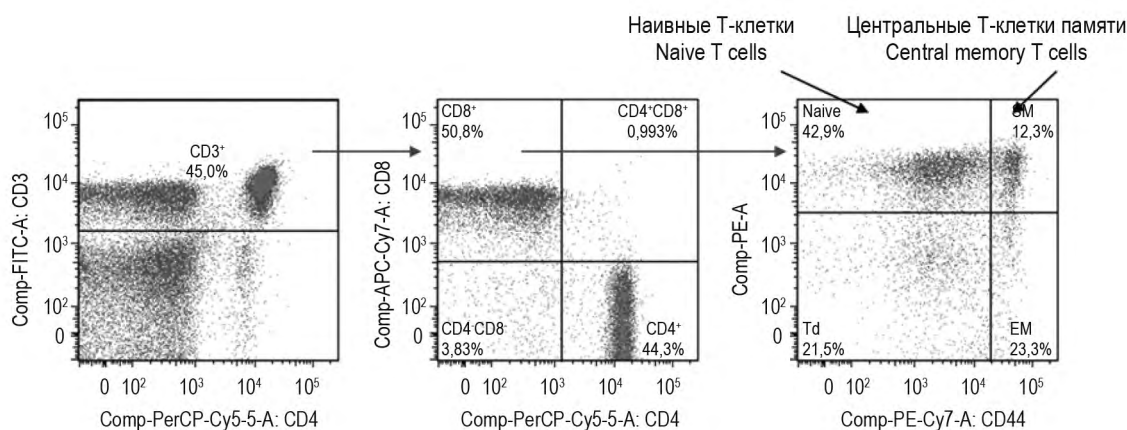 Наивные Т-клетки
Naive T cells
Центральные Т-клетки памяти
Central memory T cells
CD3⁺
45,0%
10⁵
10⁴
10³
10²
0
0 10² 10³ 10⁴ 10⁵
Comp-FITC-A: CD3
Comp-PerCP-Cy5-5-A: CD4
CD8⁺
50,8%
CD4⁺CD8⁺
0,993%
CD4⁻CD8⁻
3,83%
CD4⁺
44,3%
10⁵
10⁴
10³
10²
0
0 10² 10³ 10⁴ 10⁵
Comp-APC-Cy7-A: CD8
Comp-PerCP-Cy5-5-A: CD4
Naive
42,9%
12,3%
Td
21,5%
EM
23,3%
10⁵
10⁴
10³
10²
0
0 10² 10³ 10⁴ 10⁵
Comp-PE-A
Comp-PE-Cy7-A: CD44